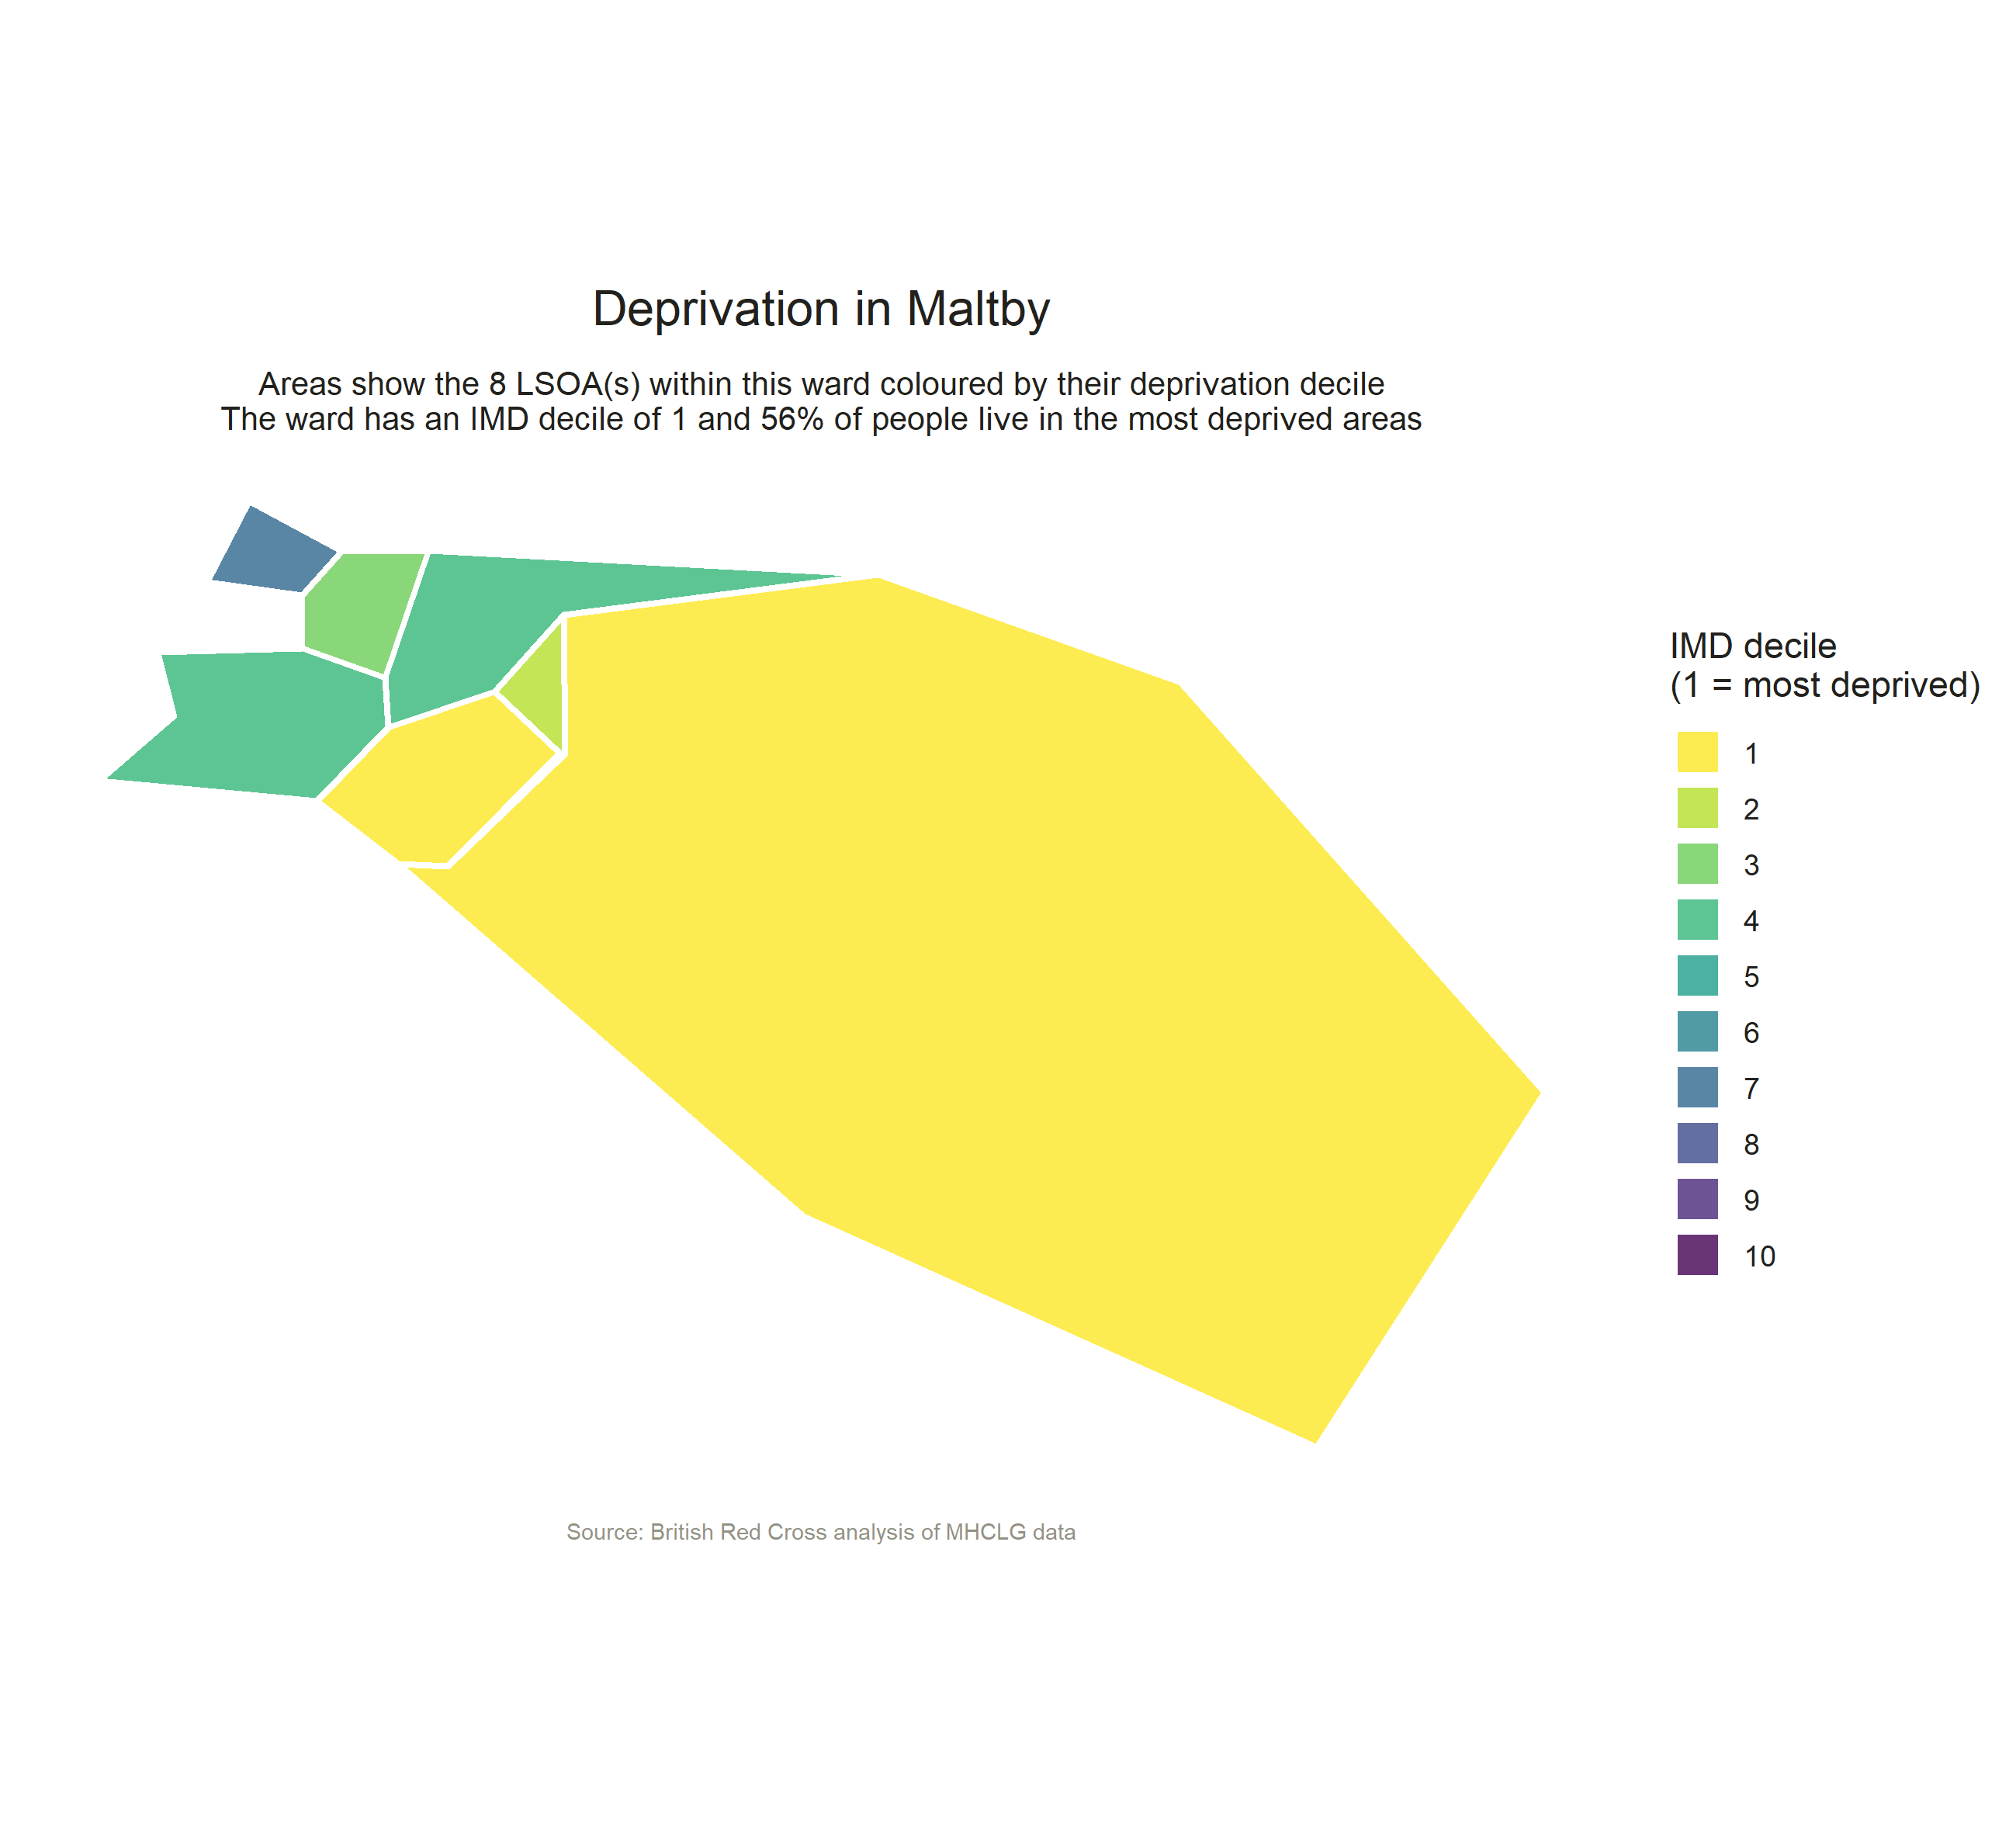 Deprivation in Maltby
Areas show the 8 LSOA(s) within this ward coloured by their deprivation decile
The ward has an IMD decile of 1 and 56% of people live in the most deprived areas
IMD decile
(1 = most deprived)
1
2
3
4
5
6
7
8
9
10
Source: British Red Cross analysis of MHCLG data